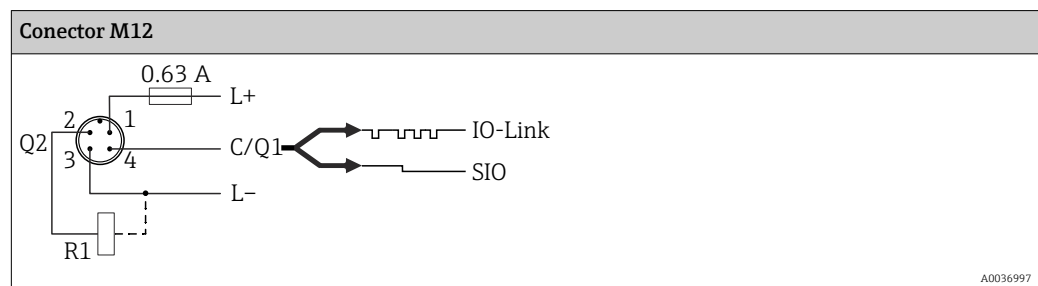 Conector M12
0.63 A
L+
2
1
Q2
C/Q1
IO-Link
3
4
SIO
L–
R1
A0036997